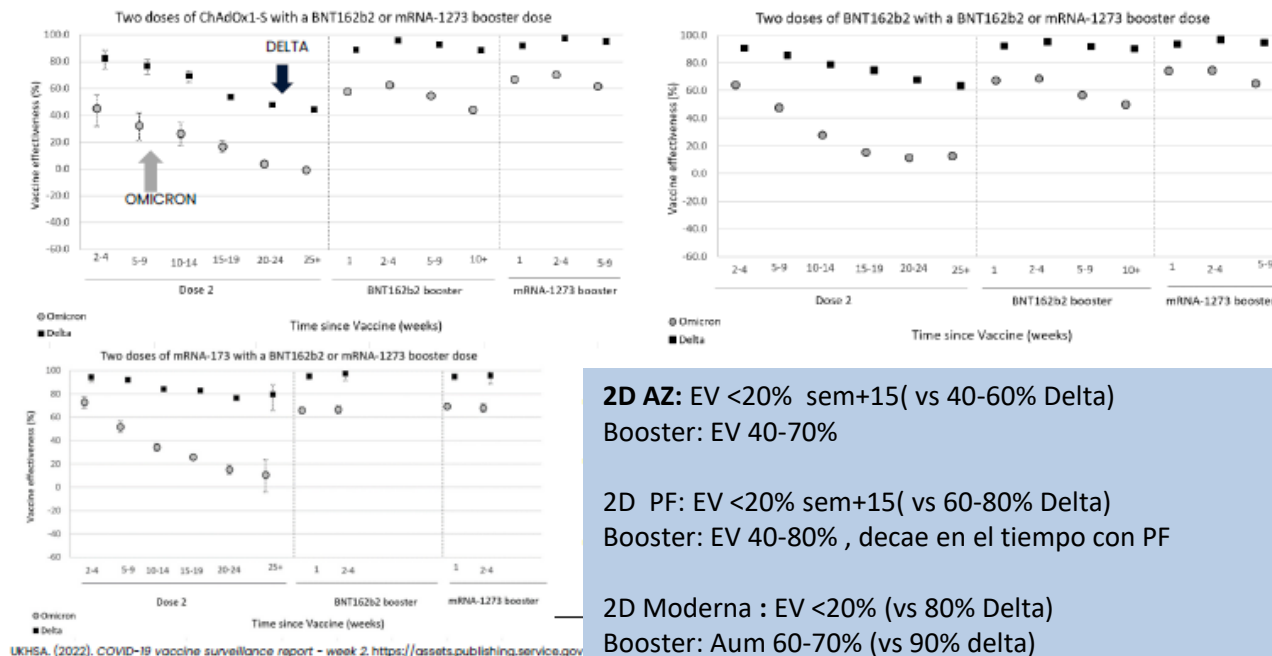 Two doses of ChAdOx1-S with a BNT162b2 or mRNA-1273 booster dose
100.0
80.0
60.0
40.0
20.0
0.0
-20.0
-40.0
-60.0
Vaccine effectiveness (%)
DELTA
OMICRON
2-4 5-9 10-14 15-19 20-24 25+ 1 2-4 5-9 10+ 1 2-4 5-9
Dose 2 BNT162b2 booster mRNA-1273 booster
Omicron
Delta
Time since Vaccine (weeks)
Two doses of BNT162b2 with a BNT162b2 or mRNA-1273 booster dose
100.0
80.0
60.0
40.0
20.0
0.0
-20.0
-40.0
-60.0
Vaccine effectiveness (%)
2-4 5-9 10-14 15-19 20-24 25+ 1 2-4 5-9 10+ 1 2-4 5-9
Dose 2 BNT162b2 booster mRNA-1273 booster
Omicron
Delta
Time since Vaccine (weeks)
Two doses of mRNA-173 with a BNT162b2 or mRNA-1273 booster dose
100
80
60
40
20
0
-20
-40
-60
Vaccine effectiveness (%)
2-4 5-9 10-14 15-19 20-24 25+ 1 2-4 1 2-4
Dose 2 BNT162b2 booster mRNA-1273 booster
Omicron
Delta
Time since Vaccine (weeks)
2D AZ: EV <20% sem+15( vs 40-60% Delta)
Booster: EV 40-70%
2D PF: EV <20% sem+15( vs 60-80% Delta)
Booster: EV 40-80% , decae en el tiempo con PF
2D Moderna : EV <20% (vs 80% Delta)
Booster: Aum 60-70% (vs 90% delta)
UKHSA. (2022). COVID-19 vaccine surveillance report - week 2. https://assets.publishing.service.gov